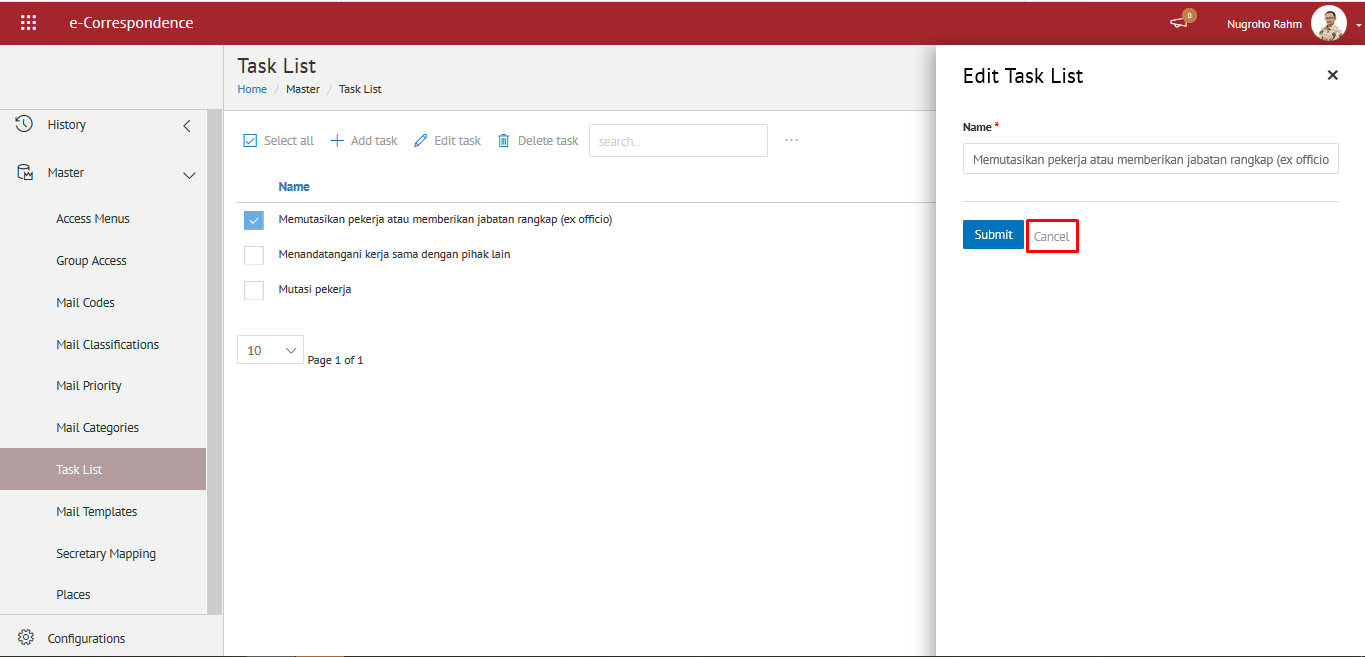 e-Correspondence
0
Nugroho Rahm
History
Master
Access Menus
Group Access
Mail Codes
Mail Classifications
Mail Priority
Mail Categories
Task List
Mail Templates
Secretary Mapping
Places
Configurations
Task List
Home / Master / Task List
Select all Add task Edit task Delete task search.. ...
Name
Memutasikan pekerja atau memberikan jabatan rangkap (ex officio)
Menandatangani kerja sama dengan pihak lain
Mutasi pekerja
10 Page 1 of 1
Edit Task List
Name *
Memutasikan pekerja atau memberikan jabatan rangkap (ex officio
Submit Cancel